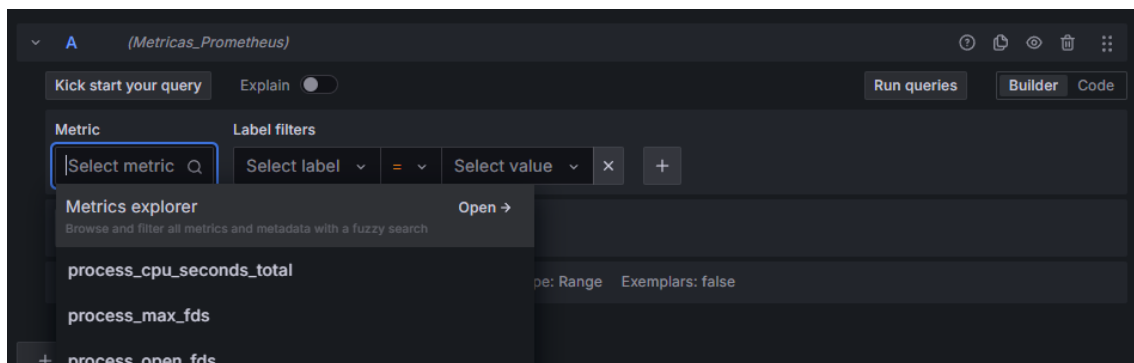 A (Metricas_Prometheus)
Kick start your query Explain Run queries Builder Code
Metric Label filters
Select metric Select label = Select value × +
Metrics explorer Open →
Browse and filter all metrics and metadata with a fuzzy search
process_cpu_seconds_total
pe: Range Exemplars: false
process_max_fds
+ process_open_fds